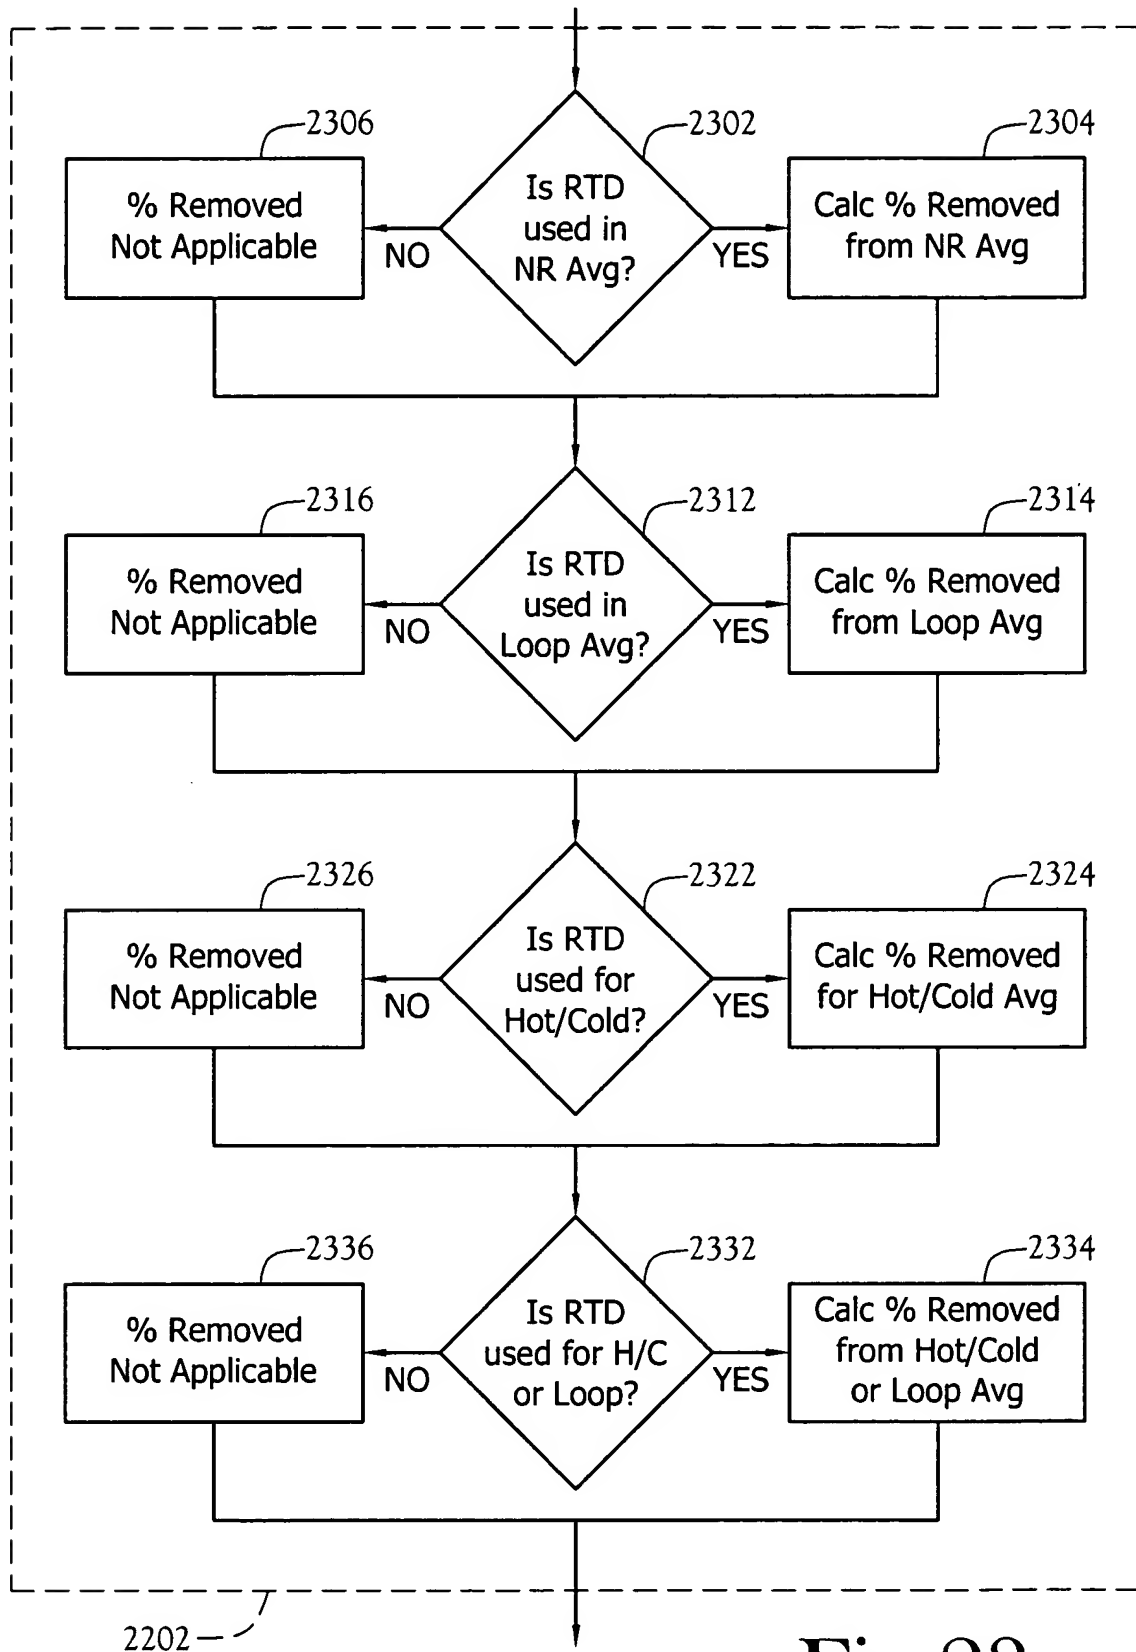 2306
2302
2304
% Removed
Not Applicable
Is RTD
used in
NR Avg?
Calc % Removed
from NR Avg
NO
YES
2316
2312
2314
% Removed
Not Applicable
Is RTD
used in
Loop Avg?
Calc % Removed
from Loop Avg
NO
YES
2326
2322
2324
% Removed
Not Applicable
Is RTD
used for
Hot/Cold?
Calc % Removed
for Hot/Cold Avg
NO
YES
2336
2332
2334
% Removed
Not Applicable
Is RTD
used for H/C
or Loop?
Calc % Removed
from Hot/Cold
or Loop Avg
NO
YES
2202